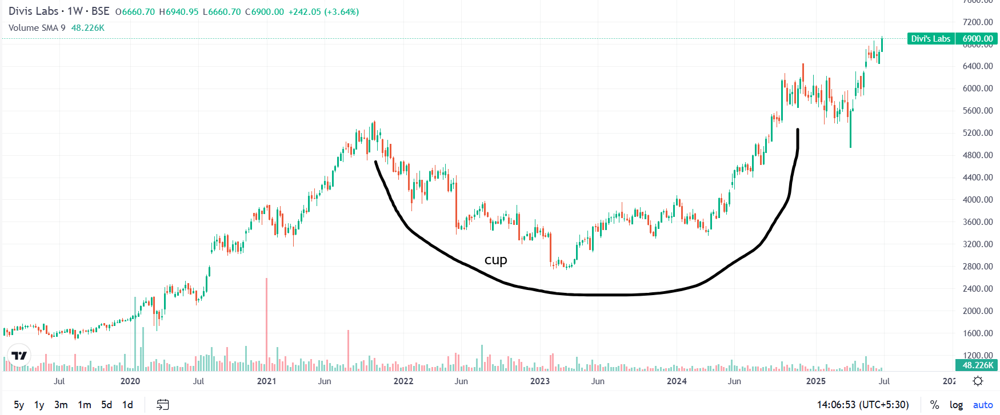 Divis Labs · 1W · BSE O6660.70 H6940.95 L6660.70 C6900.00 +242.05 (+3.64%)
Volume SMA 9 48.226K
7600.00
7200.00
Divi's Labs 6900.00
6800.00
6400.00
6000.00
5600.00
5200.00
4800.00
4400.00
4000.00
3600.00
3200.00
cup
2800.00
2400.00
2000.00
1600.00
1200.00
48.226K
Jul 2020 Jul 2021 Jun 2022 Jun 2023 Jun 2024 Jun 2025 Jul
5y 1y 3m 1m 5d 1d 14:06:53 (UTC+5:30) % log auto